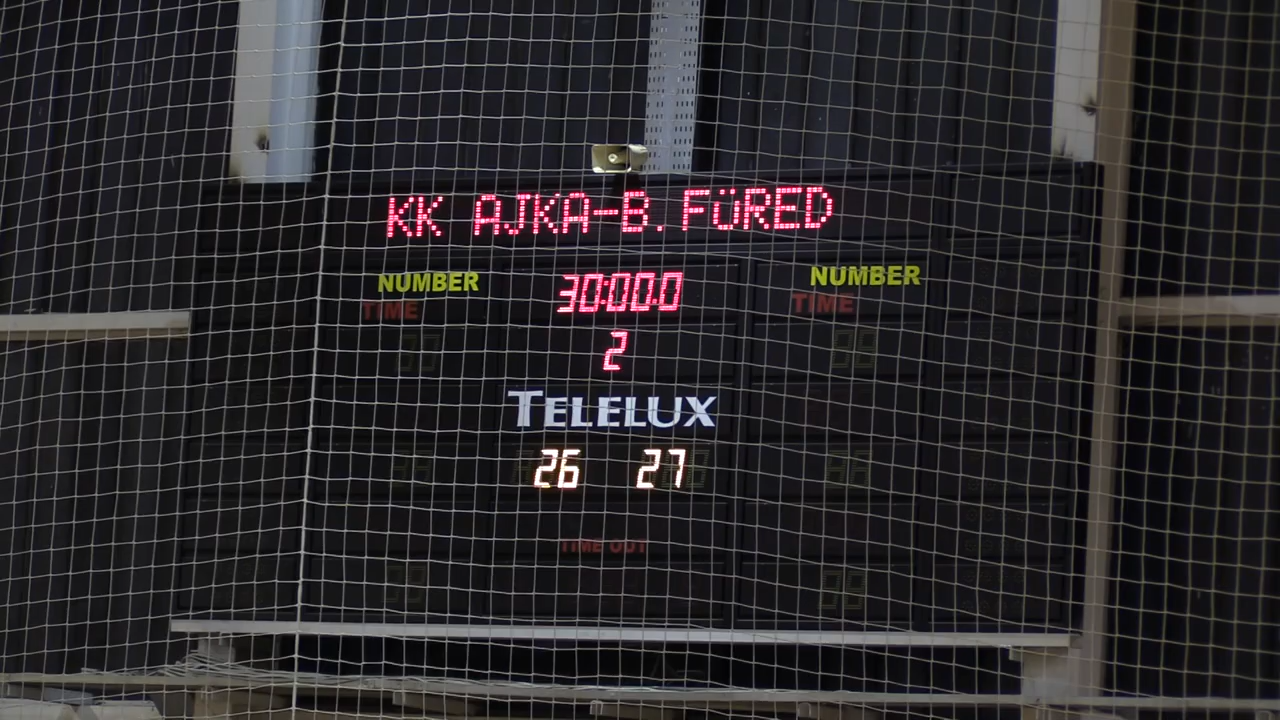 KK AJKA-B.FÜRED
NUMBER 30:00.0 NUMBER
TIME TIME
2
TELELUX
26 27
TIME OUT